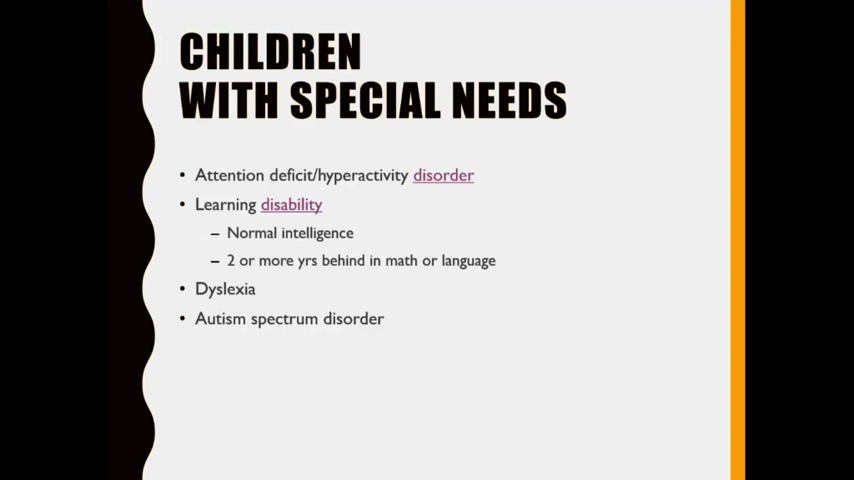 CHILDREN
WITH SPECIAL NEEDS
• Attention deficit/hyperactivity disorder
• Learning disability
– Normal intelligence
– 2 or more yrs behind in math or language
• Dyslexia
• Autism spectrum disorder